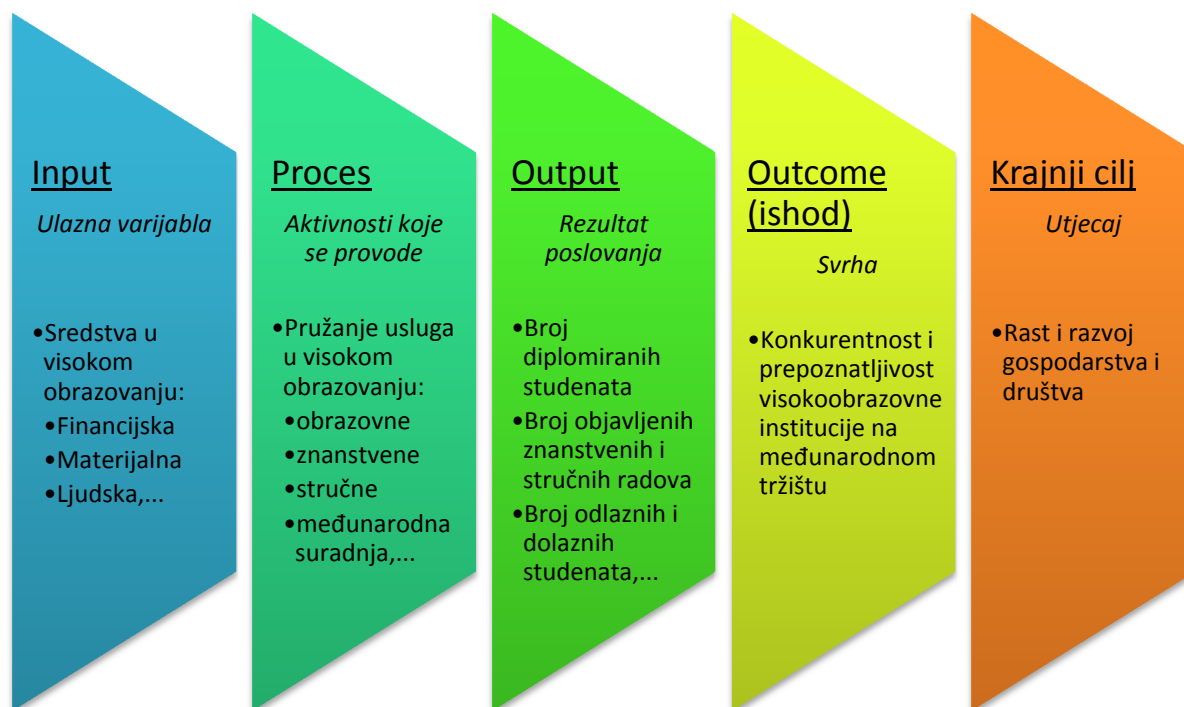 Input
Ulazna varijabla
•Sredstva u
visokom
obrazovanju:
•Financijska
•Materijalna
•Ljudska,...
Proces
Aktivnosti koje
se provode
•Pružanje usluga
u visokom
obrazovanju:
•obrazovne
•znanstvene
•stručne
•međunarodna
suradnja,...
Output
Rezultat
poslovanja
•Broj
diplomiranih
studenata
•Broj objavljenih
znanstvenih i
stručnih radova
•Broj odlaznih i
dolaznih
studenata,...
Outcome
(ishod)
Svrha
•Konkurentnost i
prepoznatljivost
visokoobrazovne
institucije na
međunarodnom
tržištu
Krajnji cilj
Utjecaj
•Rast i razvoj
gospodarstva i
društva